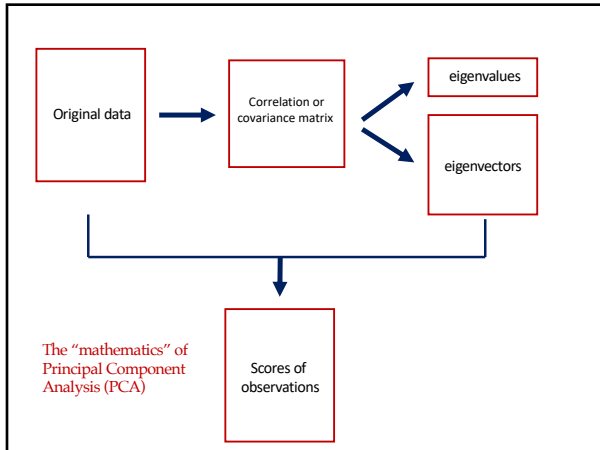 Original data
Correlation or
covariance matrix
eigenvalues
eigenvectors
The “mathematics” of
Principal Component
Analysis (PCA)
Scores of
observations